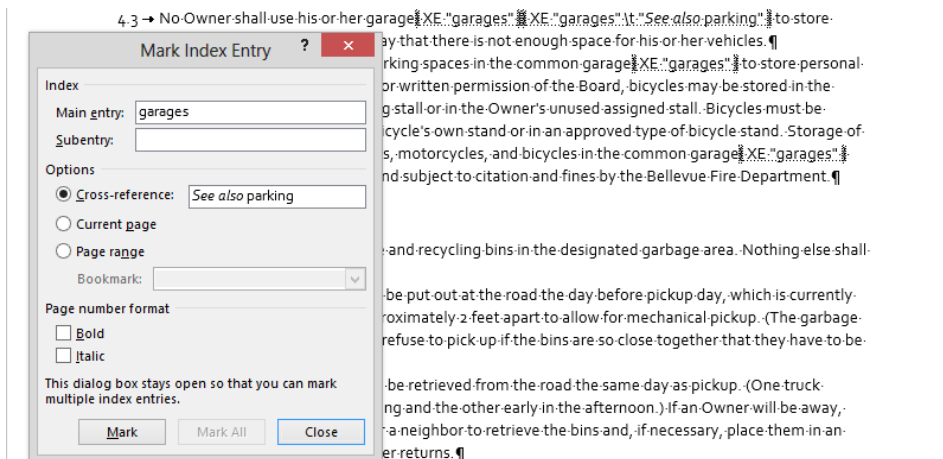 4.3 → No·Owner·shall·use·his·or·her·garage{·XE·"garages"·}{·XE·"garages"·\t·"See·also·parking"·}·to·store·
Mark Index Entry ? ×
ay·that·there·is·not·enough·space·for·his·or·her·vehicles.¶
rking·spaces·in·the·common·garage{·XE·"garages"·}·to·store·personal·
Index
or·written·permission·of·the·Board,·bicycles·may·be·stored·in·the·
Main entry: garages
g·stall·or·in·the·Owner's·unused·assigned·stall.·Bicycles·must·be·
Subentry:
icycle's·own·stand·or·in·an·approved·type·of·bicycle·stand.·Storage·of·
s,·motorcycles,·and·bicycles·in·the·common·garage{·XE·"garages"·}·
Options
nd·subject·to·citation·and·fines·by·the·Bellevue·Fire·Department.¶
Cross-reference: See also parking
Current page
Page range
·and·recycling·bins·in·the·designated·garbage·area.·Nothing·else·shall·
Bookmark:
·be·put·out·at·the·road·the·day·before·pickup·day,·which·is·currently·
Page number format
roximately·2·feet·apart·to·allow·for·mechanical·pickup.·(The·garbage·
Bold
refuse·to·pick·up·if·the·bins·are·so·close·together·that·they·have·to·be·
Italic
This dialog box stays open so that you can mark
multiple index entries.
·be·retrieved·from·the·road·the·same·day·as·pickup.·(One·truck·
ng·and·the·other·early·in·the·afternoon.)·If·an·Owner·will·be·away,·
Mark Mark All Close
r·a·neighbor·to·retrieve·the·bins·and,·if·necessary,·place·them·in·an·
er·returns.¶